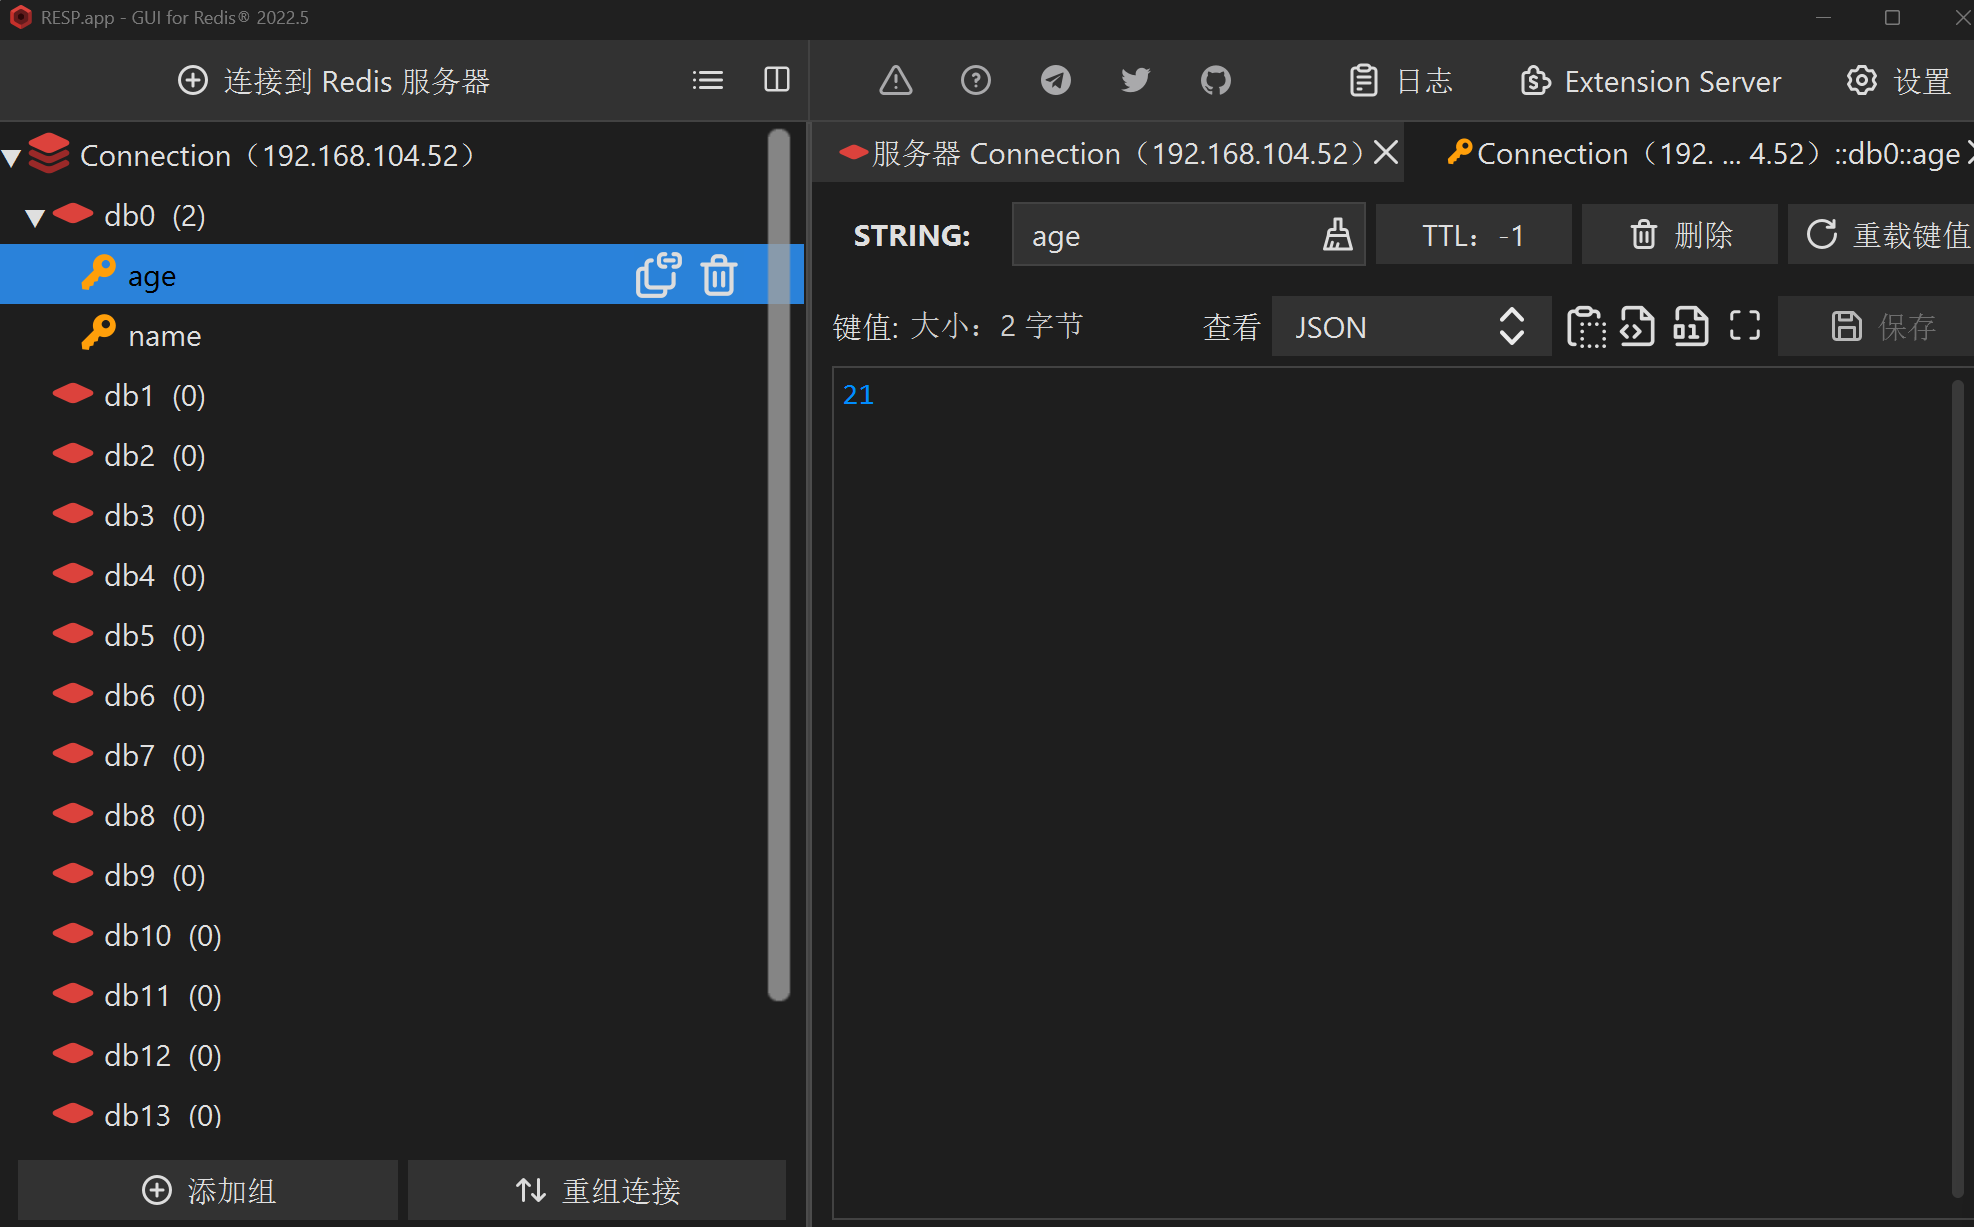 RESP.app - GUI for Redis® 2022.5
连接到 Redis 服务器
日志
Extension Server
设置
Connection（192.168.104.52）
db0 (2)
age
name
db1 (0)
db2 (0)
db3 (0)
db4 (0)
db5 (0)
db6 (0)
db7 (0)
db8 (0)
db9 (0)
db10 (0)
db11 (0)
db12 (0)
db13 (0)
添加组
重组连接
服务器 Connection（192.168.104.52）
Connection（192. ... 4.52）::db0::age
STRING:
age
TTL：-1
删除
重载键值
键值: 大小：2 字节
查看
JSON
保存
21